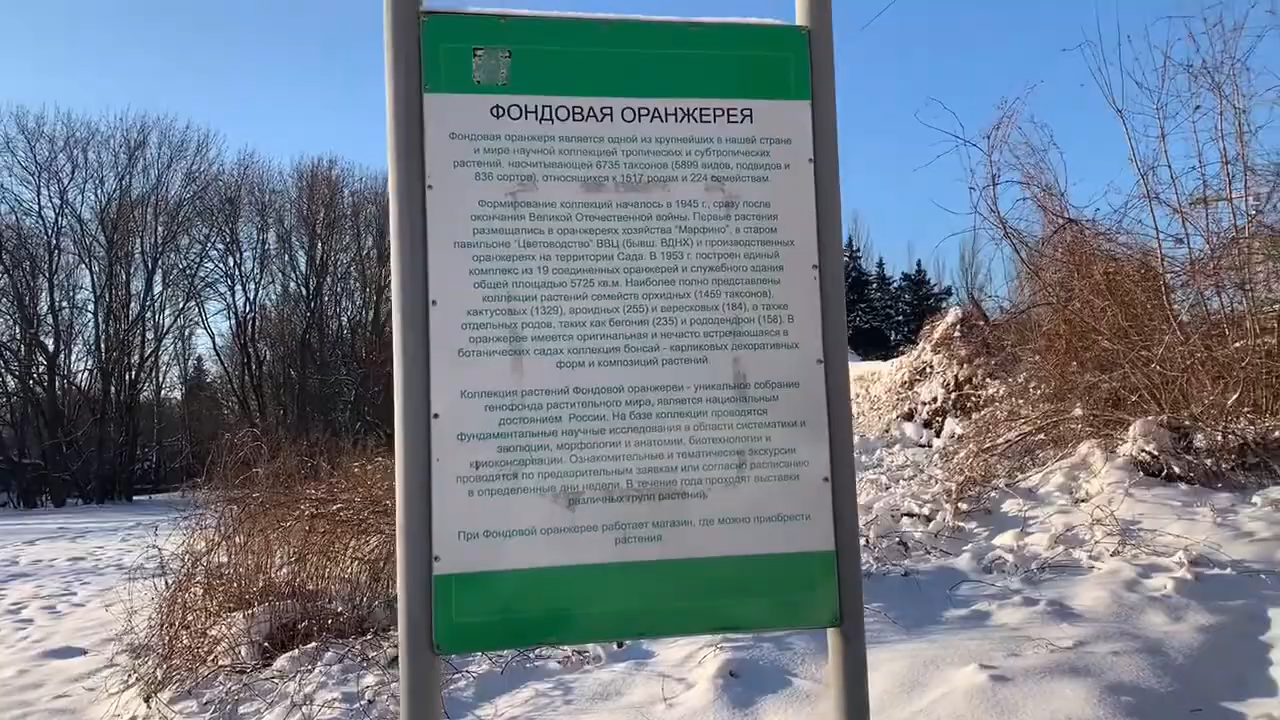 ФОНДОВАЯ ОРАНЖЕРЕЯ
Фондовая оранжеря является одной из крупнейших в нашей стране
и мире научной коллекцией тропических и субтропических
растений, насчитывающей 6735 таксонов (5899 видов, подвидов и
836 сортов), относящихся к 1517 родам и 224 семействам.
Формирование коллекций началось в 1945 г., сразу после
окончания Великой Отечественной войны. Первые растения
размещались в оранжереях хозяйства "Марфино", в старом
павильоне "Цветоводство" ВВЦ (бывш. ВДНХ) и производственных
оранжереях на территории Сада. В 1953 г. построен единый
комплекс из 19 соединенных оранжерей и служебного здания
общей площадью 5725 кв.м. Наиболее полно представлены
коллекции растений семейств орхидных (1459 таксонов),
кактусовых (1329), ароидных (255) и вересковых (184), а также
отдельных родов, таких как бегония (235) и рододендрон (158). В
оранжерее имеется оригинальная и нечасто встречающаяся в
ботанических садах коллекция бонсай - карликовых декоративных
форм и композиций растений.
Коллекция растений Фондовой оранжереи - уникальное собрание
генофонда растительного мира, является национальным
достоянием России. На базе коллекции проводятся
фундаментальные научные исследования в области систематики и
эволюции, морфологии и анатомии, биотехнологии и
криоконсервации. Ознакомительные и тематические экскурсии
проводятся по предварительным заявкам или согласно расписанию
в определенные дни недели. В течение года проходят выставки
различных групп растений.
При Фондовой оранжерее работает магазин, где можно приобрести
растения